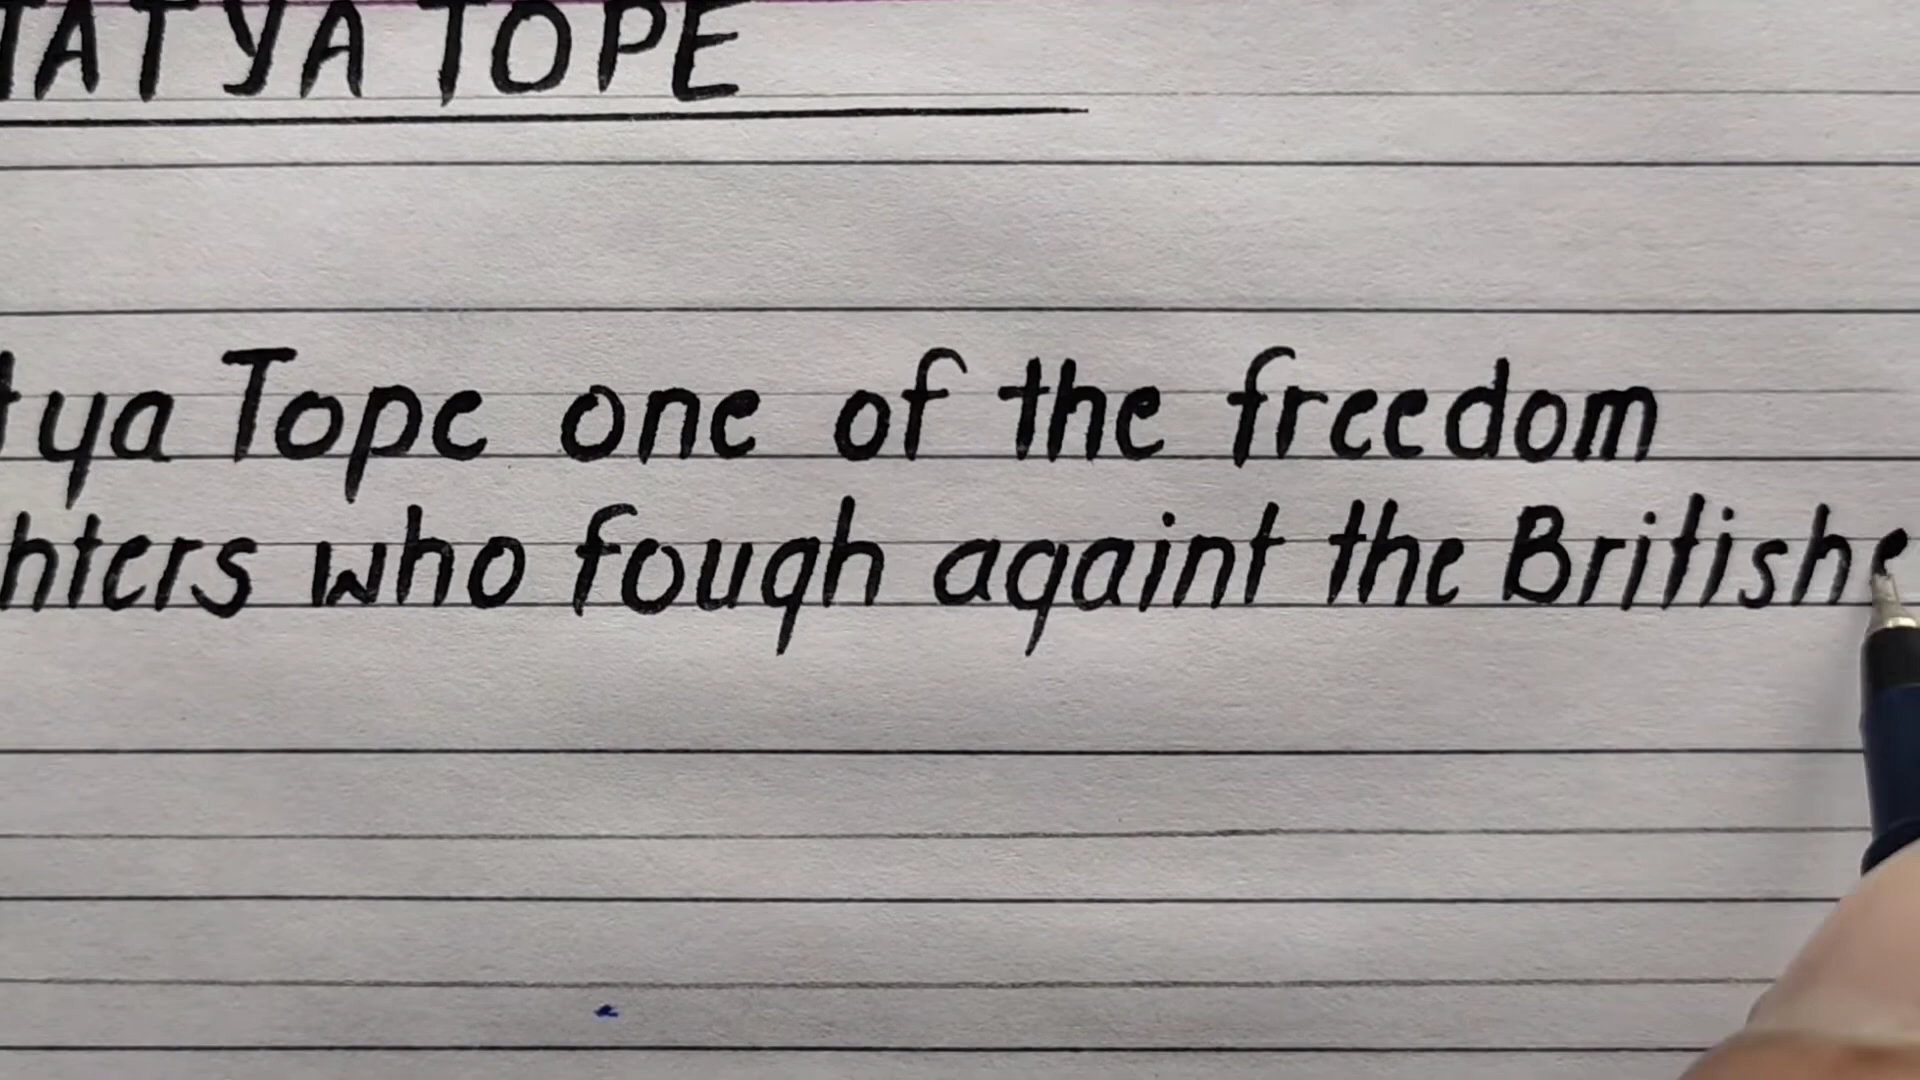 TATYA TOPE
tya Tope one of the freedom
hters who fough againt the Britishe